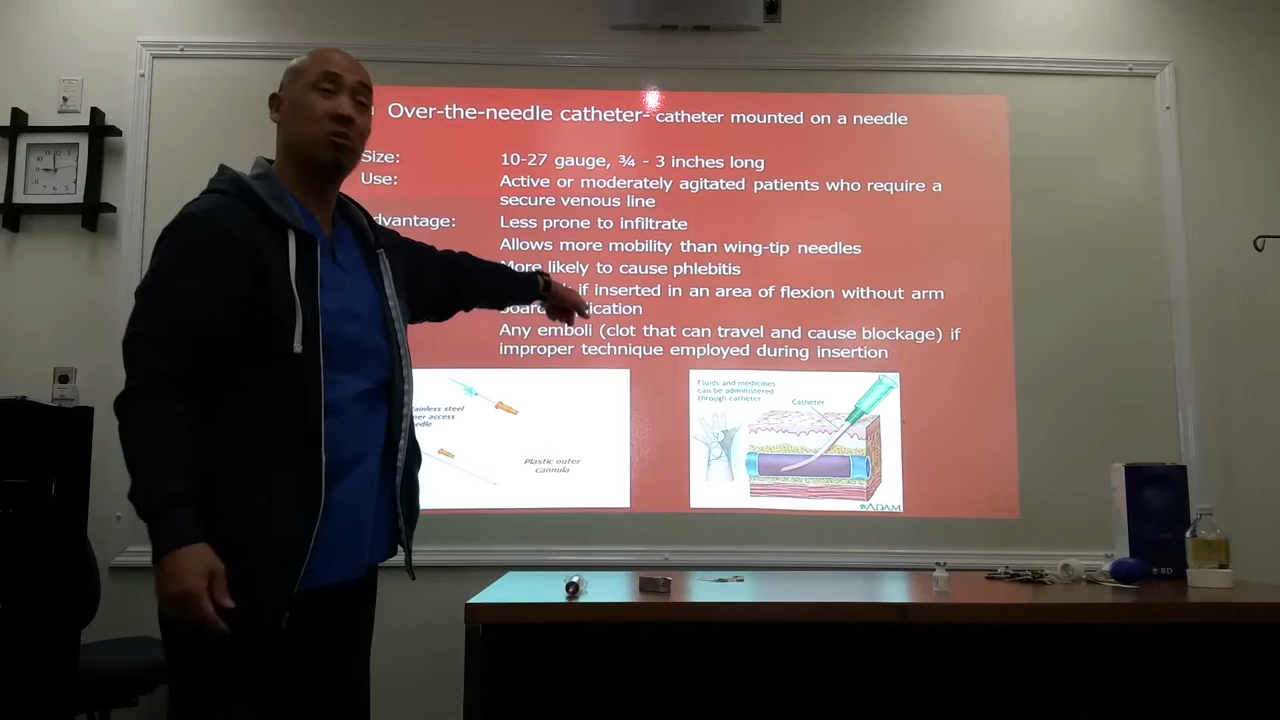 Over-the-needle catheter- catheter mounted on a needle
Size: 10-27 gauge, ¾ - 3 inches long
Use: Active or moderately agitated patients who require a
secure venous line
dvantage: Less prone to infiltrate
Allows more mobility than wing-tip needles
More likely to cause phlebitis
if inserted in an area of flexion without arm
board
Any emboli (clot that can travel and cause blockage) if
improper technique employed during insertion
tainless steel
ner access
needle
Plastic outer
cannula
Fluids and medicines
can be administered
through catheter
Catheter
ADAM
BD